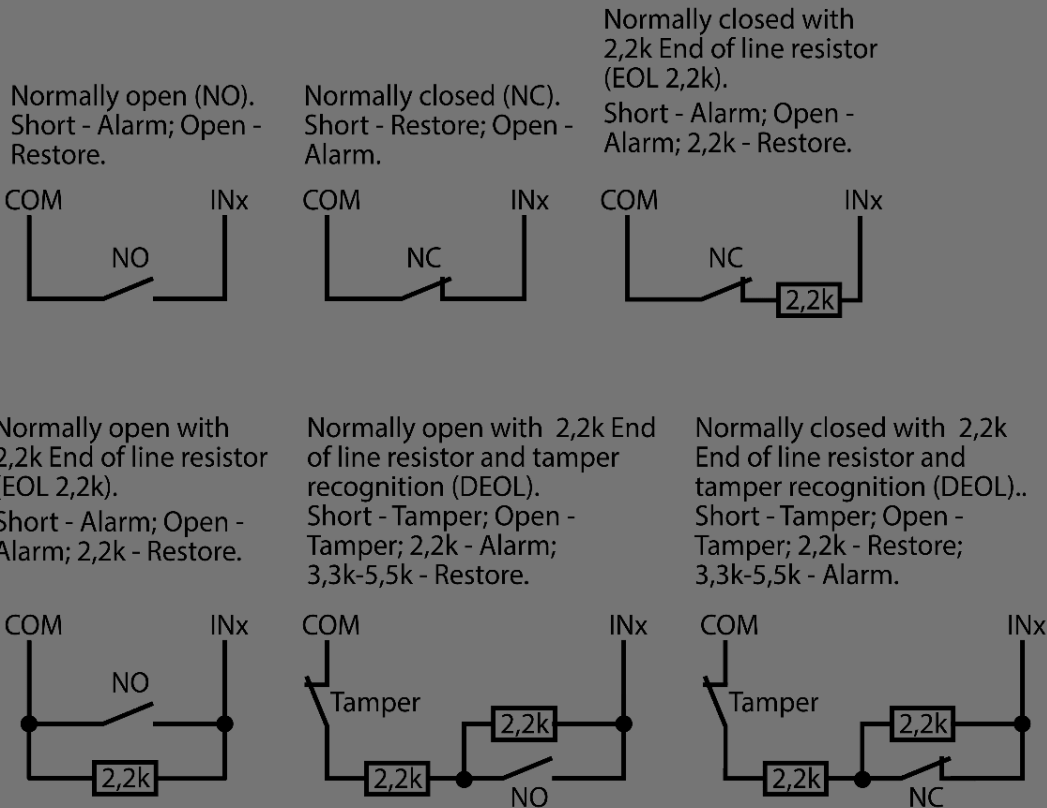 Normally open (NO).
Short - Alarm; Open -
Restore.
COM
INx
NO
Normally closed (NC).
Short - Restore; Open -
Alarm.
COM
INx
NC
Normally closed with
2,2k End of line resistor
(EOL 2,2k).
Short - Alarm; Open -
Alarm; 2,2k - Restore.
COM
INx
NC
2,2k
Normally open with
2,2k End of line resistor
(EOL 2,2k).
Short - Alarm; Open -
Alarm; 2,2k - Restore.
COM
INx
NO
2,2k
Normally open with 2,2k End
of line resistor and tamper
recognition (DEOL).
Short - Tamper; Open -
Tamper; 2,2k - Alarm;
3,3k-5,5k - Restore.
COM
INx
Tamper
2,2k
2,2k
NO
Normally closed with 2,2k
End of line resistor and
tamper recognition (DEOL)..
Short - Tamper; Open -
Tamper; 2,2k - Restore;
3,3k-5,5k - Alarm.
COM
INx
Tamper
2,2k
2,2k
NC